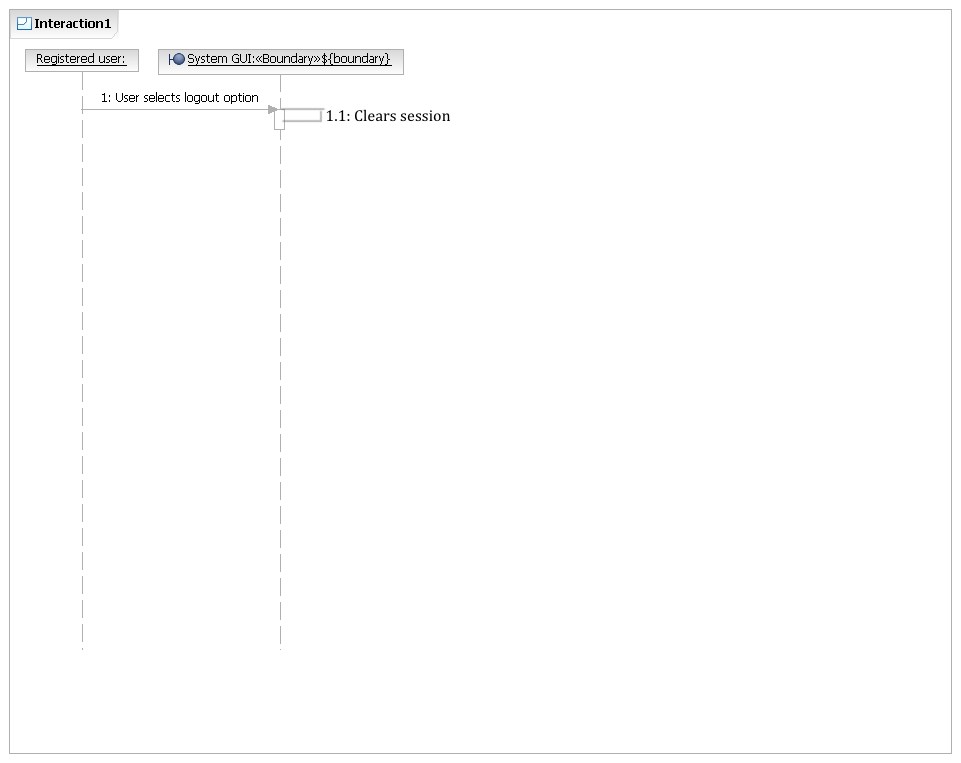 Interaction1
Registered user:
System GUI:«Boundary»${boundary}
1: User selects logout option
1.1: Clears session